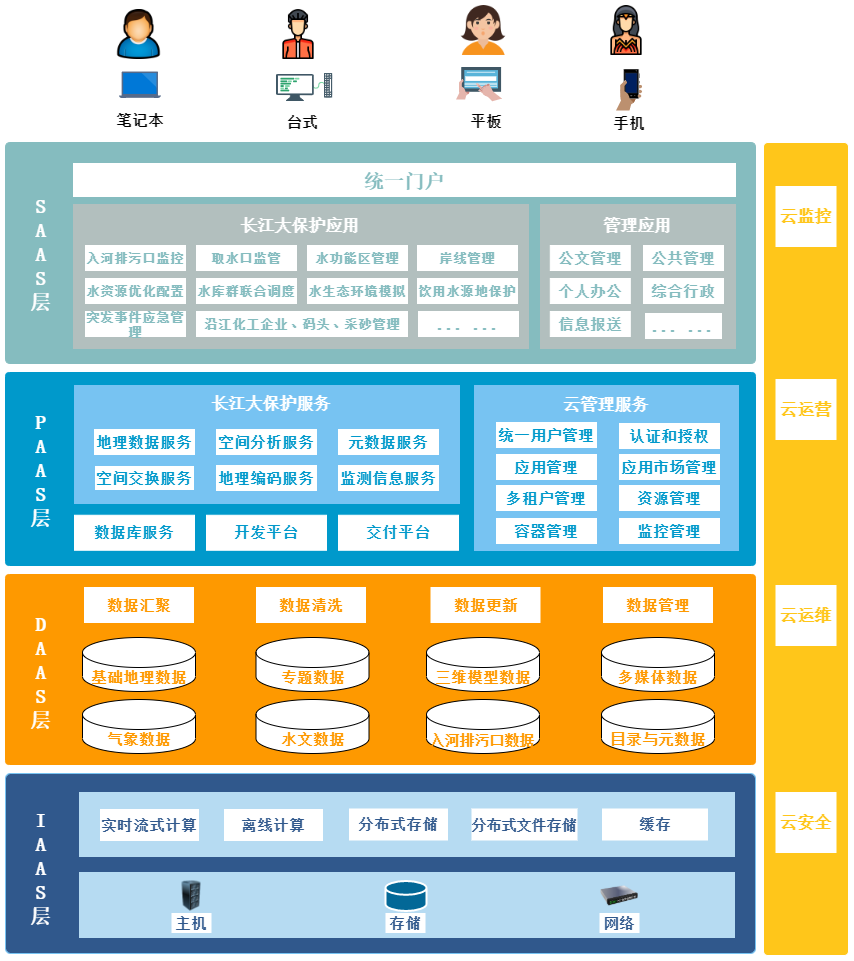 笔记本
台式
平板
手机
SAAS层
统一门户
长江大保护应用
入河排污口监控
取水口监管
水功能区管理
岸线管理
水资源优化配置
水库群联合调度
水生态环境模拟
饮用水源地保护
突发事件应急管
理
沿江化工企业、码头、采砂管理
... ...
管理应用
公文管理
公共管理
个人办公
综合行政
信息报送
... ...
PAAS层
长江大保护服务
地理数据服务
空间分析服务
元数据服务
空间交换服务
地理编码服务
监测信息服务
数据库服务
开发平台
交付平台
云管理服务
统一用户管理
认证和授权
应用管理
应用市场管理
多租户管理
资源管理
容器管理
监控管理
DAAS层
数据汇聚
数据清洗
数据更新
数据管理
基础地理数据
专题数据
三维模型数据
多媒体数据
气象数据
水文数据
入河排污口数据
目录与元数据
IAAS层
实时流式计算
离线计算
分布式存储
分布式文件存储
缓存
主机
存储
网络
云监控
云运营
云运维
云安全